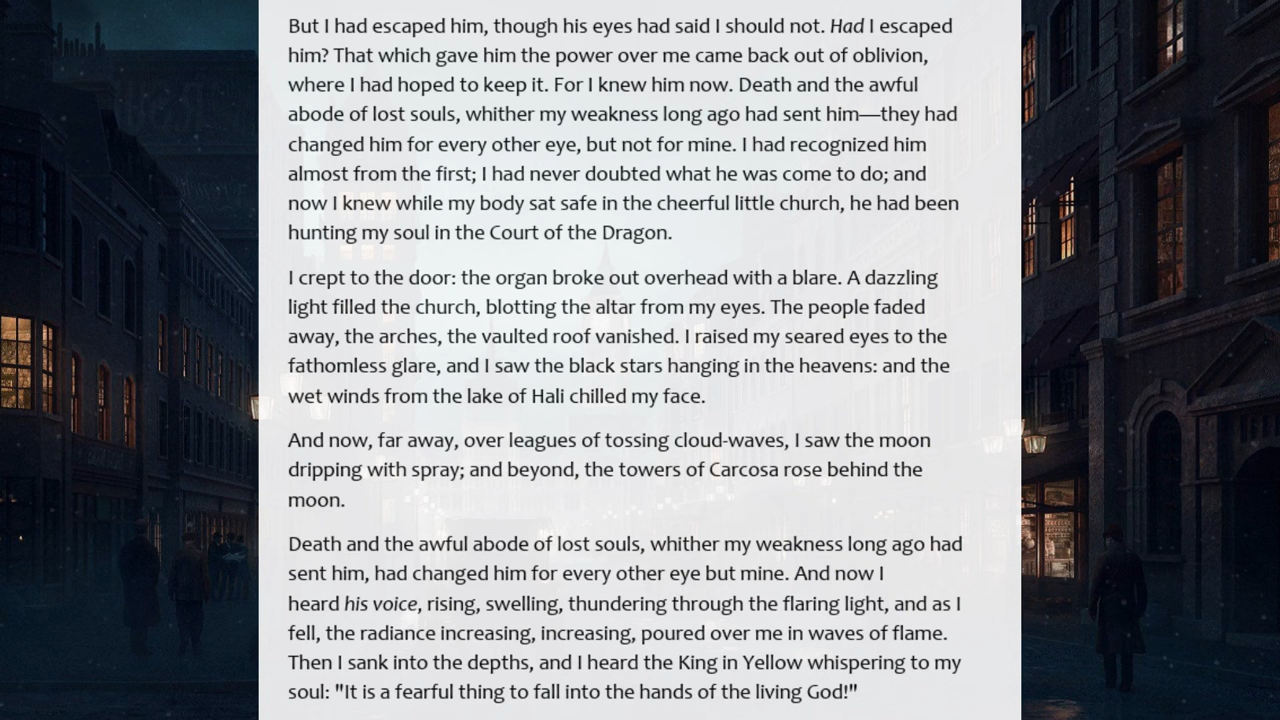 But I had escaped him, though his eyes had said I should not. Had I escaped
him? That which gave him the power over me came back out of oblivion,
where I had hoped to keep it. For I knew him now. Death and the awful
abode of lost souls, whither my weakness long ago had sent him—they had
changed him for every other eye, but not for mine. I had recognized him
almost from the first; I had never doubted what he was come to do; and
now I knew while my body sat safe in the cheerful little church, he had been
hunting my soul in the Court of the Dragon.
I crept to the door: the organ broke out overhead with a blare. A dazzling
light filled the church, blotting the altar from my eyes. The people faded
away, the arches, the vaulted roof vanished. I raised my seared eyes to the
fathomless glare, and I saw the black stars hanging in the heavens: and the
wet winds from the lake of Hali chilled my face.
And now, far away, over leagues of tossing cloud-waves, I saw the moon
dripping with spray; and beyond, the towers of Carcosa rose behind the
moon.
Death and the awful abode of lost souls, whither my weakness long ago had
sent him, had changed him for every other eye but mine. And now I
heard his voice, rising, swelling, thundering through the flaring light, and as I
fell, the radiance increasing, increasing, poured over me in waves of flame.
Then I sank into the depths, and I heard the King in Yellow whispering to my
soul: "It is a fearful thing to fall into the hands of the living God!"